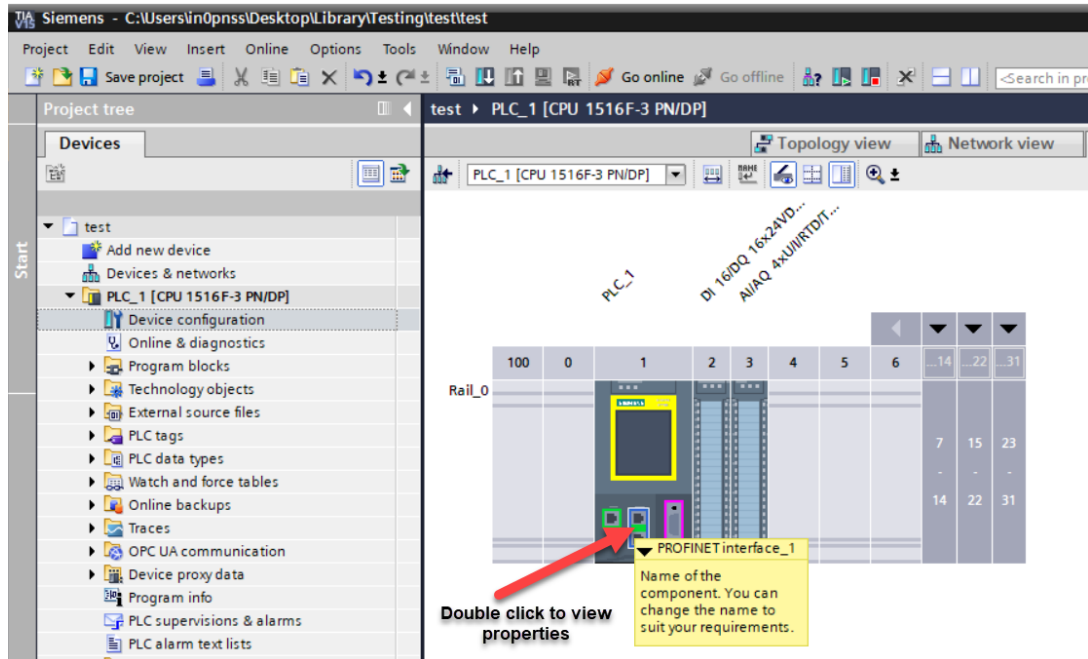 Siemens - C:\Users\in0pnss\Desktop\Library\Testing\test\test
Project Edit View Insert Online Options Tools Window Help
Save project Go online Go offline <Search in pr
Project tree
test PLC_1 [CPU 1516F-3 PN/DP]
Devices
Topology view Network view
PLC_1 [CPU 1516F-3 PN/DP]
Start
test
Add new device
Devices & networks
PLC_1 [CPU 1516F-3 PN/DP]
Device configuration
Online & diagnostics
Program blocks
Technology objects
External source files
PLC tags
PLC data types
Watch and force tables
Online backups
Traces
OPC UA communication
Device proxy data
Program info
PLC supervisions & alarms
PLC alarm text lists
PLC_1
DI 16/DQ 16x24VD...
AI/AQ 4xU/I/RTD/T...
100 0 1 2 3 4 5 6 ...14 ...22 ...31
Rail_0
SIEMENS
7 15 23
- - -
14 22 31
PROFINET interface_1
Name of the
component. You can
change the name to
suit your requirements.
Double click to view
properties